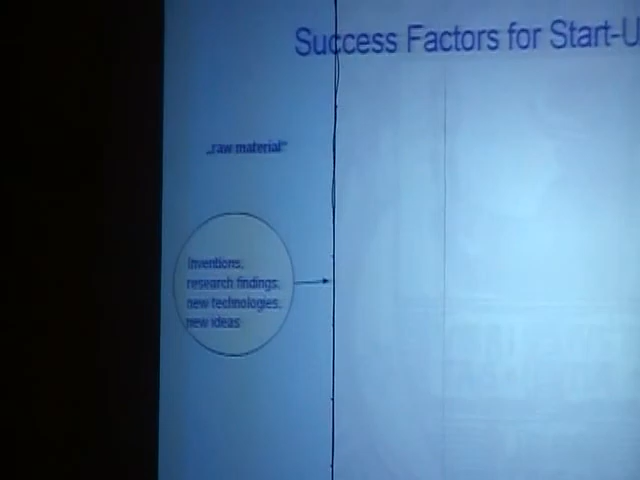 Success Factors for Start-U
„raw material“
Inventions,
research findings,
new technologies,
new ideas